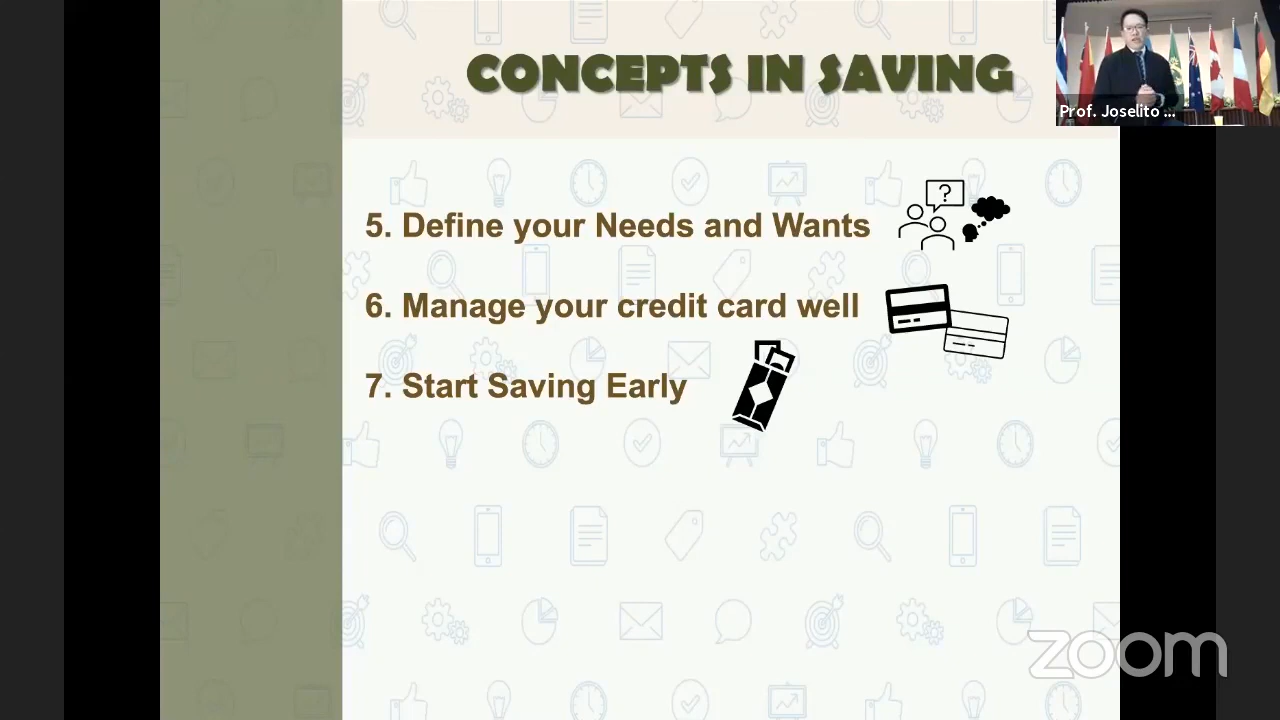 CONCEPTS IN SAVING
Prof. Joselito ...
5. Define your Needs and Wants
?
6. Manage your credit card well
7. Start Saving Early
zoom